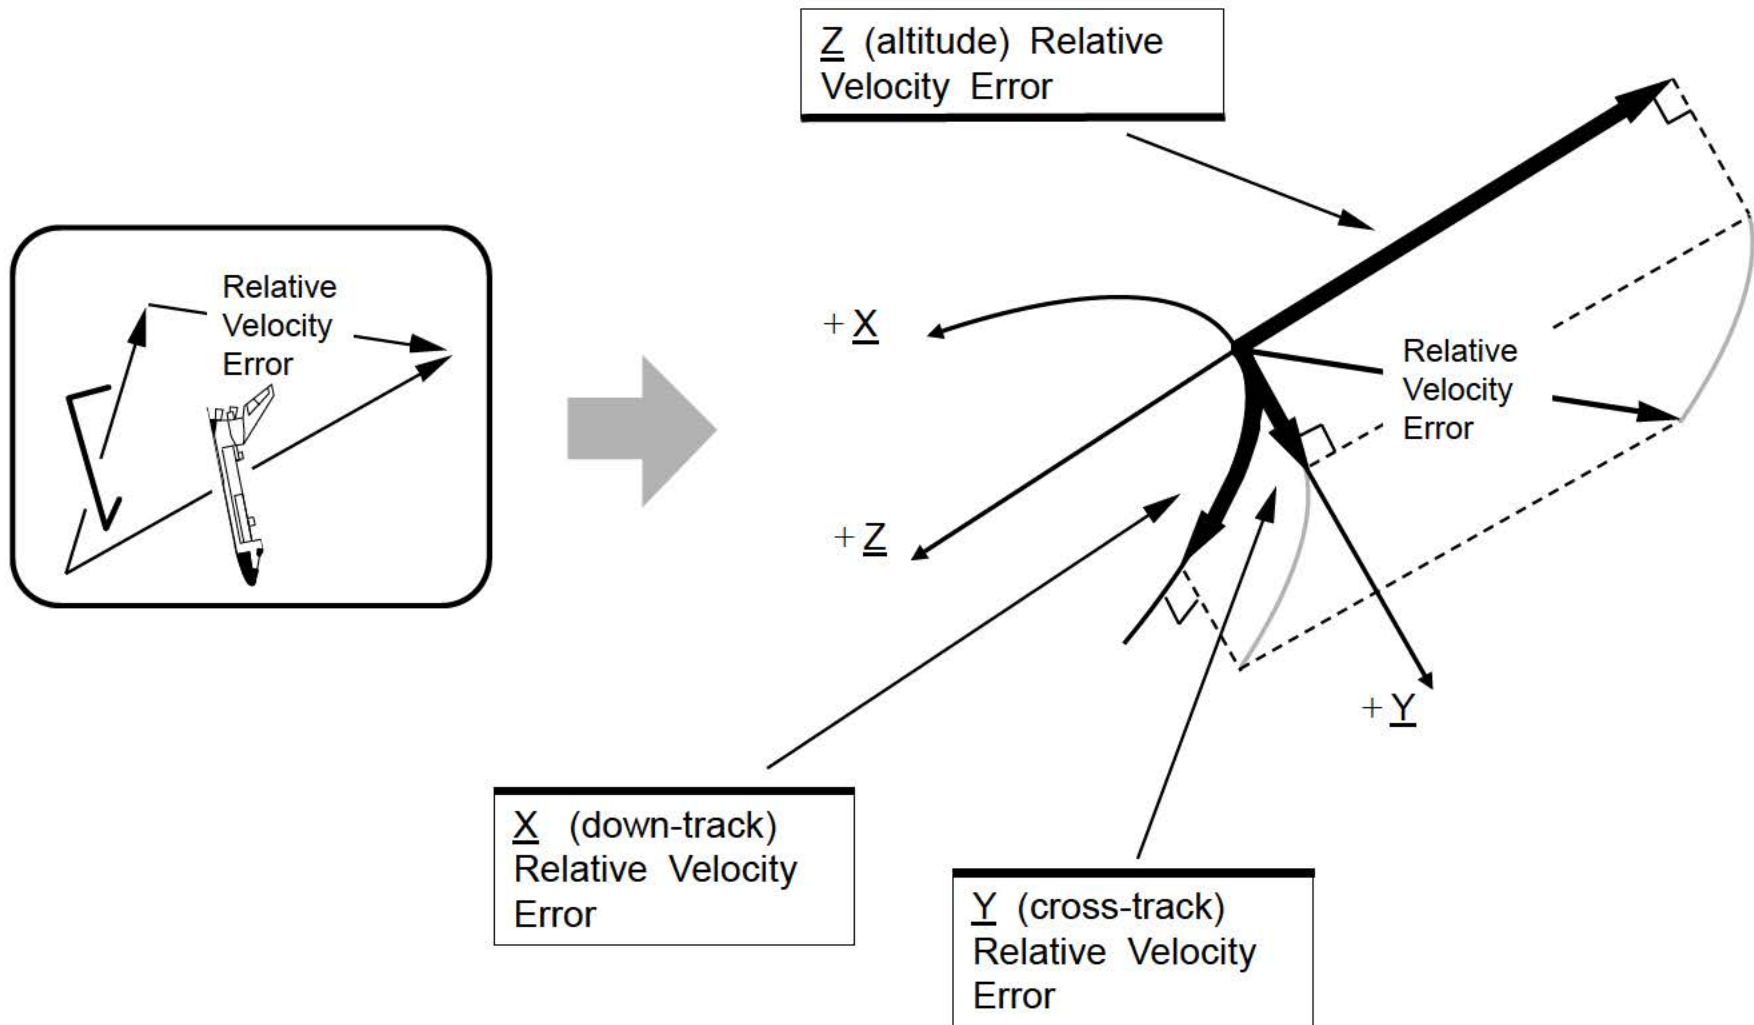 Z (altitude) Relative
Velocity Error
Relative
Velocity
Error
+ X
Relative
Velocity
Error
+ Z
+ Y
X (down-track)
Relative Velocity
Error
Y (cross-track)
Relative Velocity
Error